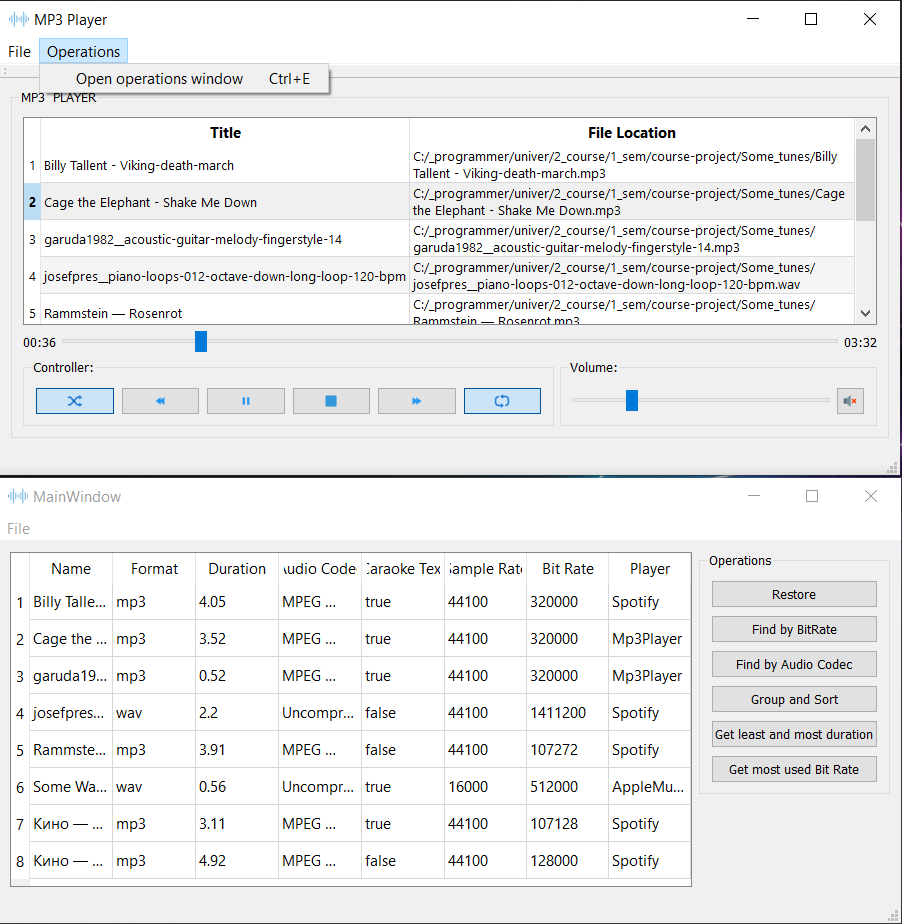 MP3 Player
File Operations
Open operations window Ctrl+E
MP3 PLAYER
Title File Location
1 Billy Tallent - Viking-death-march C:/_programmer/univer/2_course/1_sem/course-project/Some_tunes/Billy
Tallent - Viking-death-march.mp3
2 Cage the Elephant - Shake Me Down C:/_programmer/univer/2_course/1_sem/course-project/Some_tunes/Cage
the Elephant - Shake Me Down.mp3
3 garuda1982__acoustic-guitar-melody-fingerstyle-14 C:/_programmer/univer/2_course/1_sem/course-project/Some_tunes/
garuda1982__acoustic-guitar-melody-fingerstyle-14.mp3
4 josefpres__piano-loops-012-octave-down-long-loop-120-bpm C:/_programmer/univer/2_course/1_sem/course-project/Some_tunes/
josefpres__piano-loops-012-octave-down-long-loop-120-bpm.wav
5 Rammstein — Rosenrot C:/_programmer/univer/2_course/1_sem/course-project/Some_tunes/
Rammstein — Rosenrot.mp3
00:36 03:32
Controller: Volume:
MainWindow
File
Name Format Duration Audio Codec Karaoke Tex Sample Rate Bit Rate Player
1 Billy Talle... mp3 4.05 MPEG ... true 44100 320000 Spotify
2 Cage the ... mp3 3.52 MPEG ... true 44100 320000 Mp3Player
3 garuda19... mp3 0.52 MPEG ... true 44100 320000 Mp3Player
4 josefpres... wav 2.2 Uncompr... false 44100 1411200 Spotify
5 Rammste... mp3 3.91 MPEG ... false 44100 107272 Spotify
6 Some Wa... wav 0.56 Uncompr... true 16000 512000 AppleMu...
7 Кино — ... mp3 3.11 MPEG ... true 44100 107128 Spotify
8 Кино — ... mp3 4.92 MPEG ... false 44100 128000 Spotify
Operations
Restore
Find by BitRate
Find by Audio Codec
Group and Sort
Get least and most duration
Get most used Bit Rate